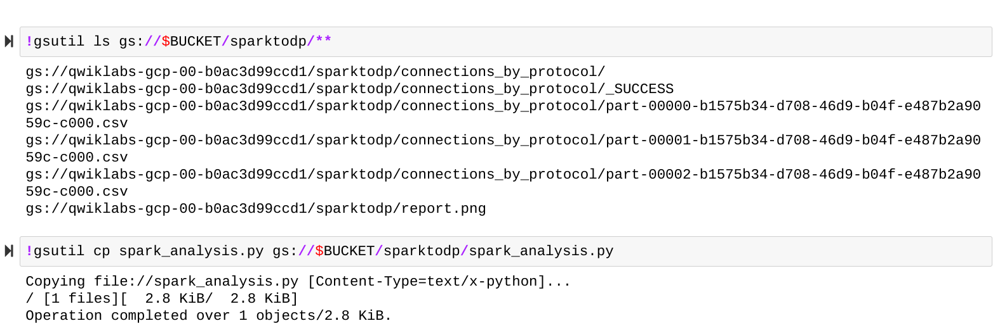 !gsutil ls gs://$BUCKET/sparktodp/**
gs://qwiklabs-gcp-00-b0ac3d99ccd1/sparktodp/connections_by_protocol/
gs://qwiklabs-gcp-00-b0ac3d99ccd1/sparktodp/connections_by_protocol/_SUCCESS
gs://qwiklabs-gcp-00-b0ac3d99ccd1/sparktodp/connections_by_protocol/part-00000-b1575b34-d708-46d9-b04f-e487b2a90
59c-c000.csv
gs://qwiklabs-gcp-00-b0ac3d99ccd1/sparktodp/connections_by_protocol/part-00001-b1575b34-d708-46d9-b04f-e487b2a90
59c-c000.csv
gs://qwiklabs-gcp-00-b0ac3d99ccd1/sparktodp/connections_by_protocol/part-00002-b1575b34-d708-46d9-b04f-e487b2a90
59c-c000.csv
gs://qwiklabs-gcp-00-b0ac3d99ccd1/sparktodp/report.png
!gsutil cp spark_analysis.py gs://$BUCKET/sparktodp/spark_analysis.py
Copying file://spark_analysis.py [Content-Type=text/x-python]...
/ [1 files][  2.8 KiB/  2.8 KiB]
Operation completed over 1 objects/2.8 KiB.